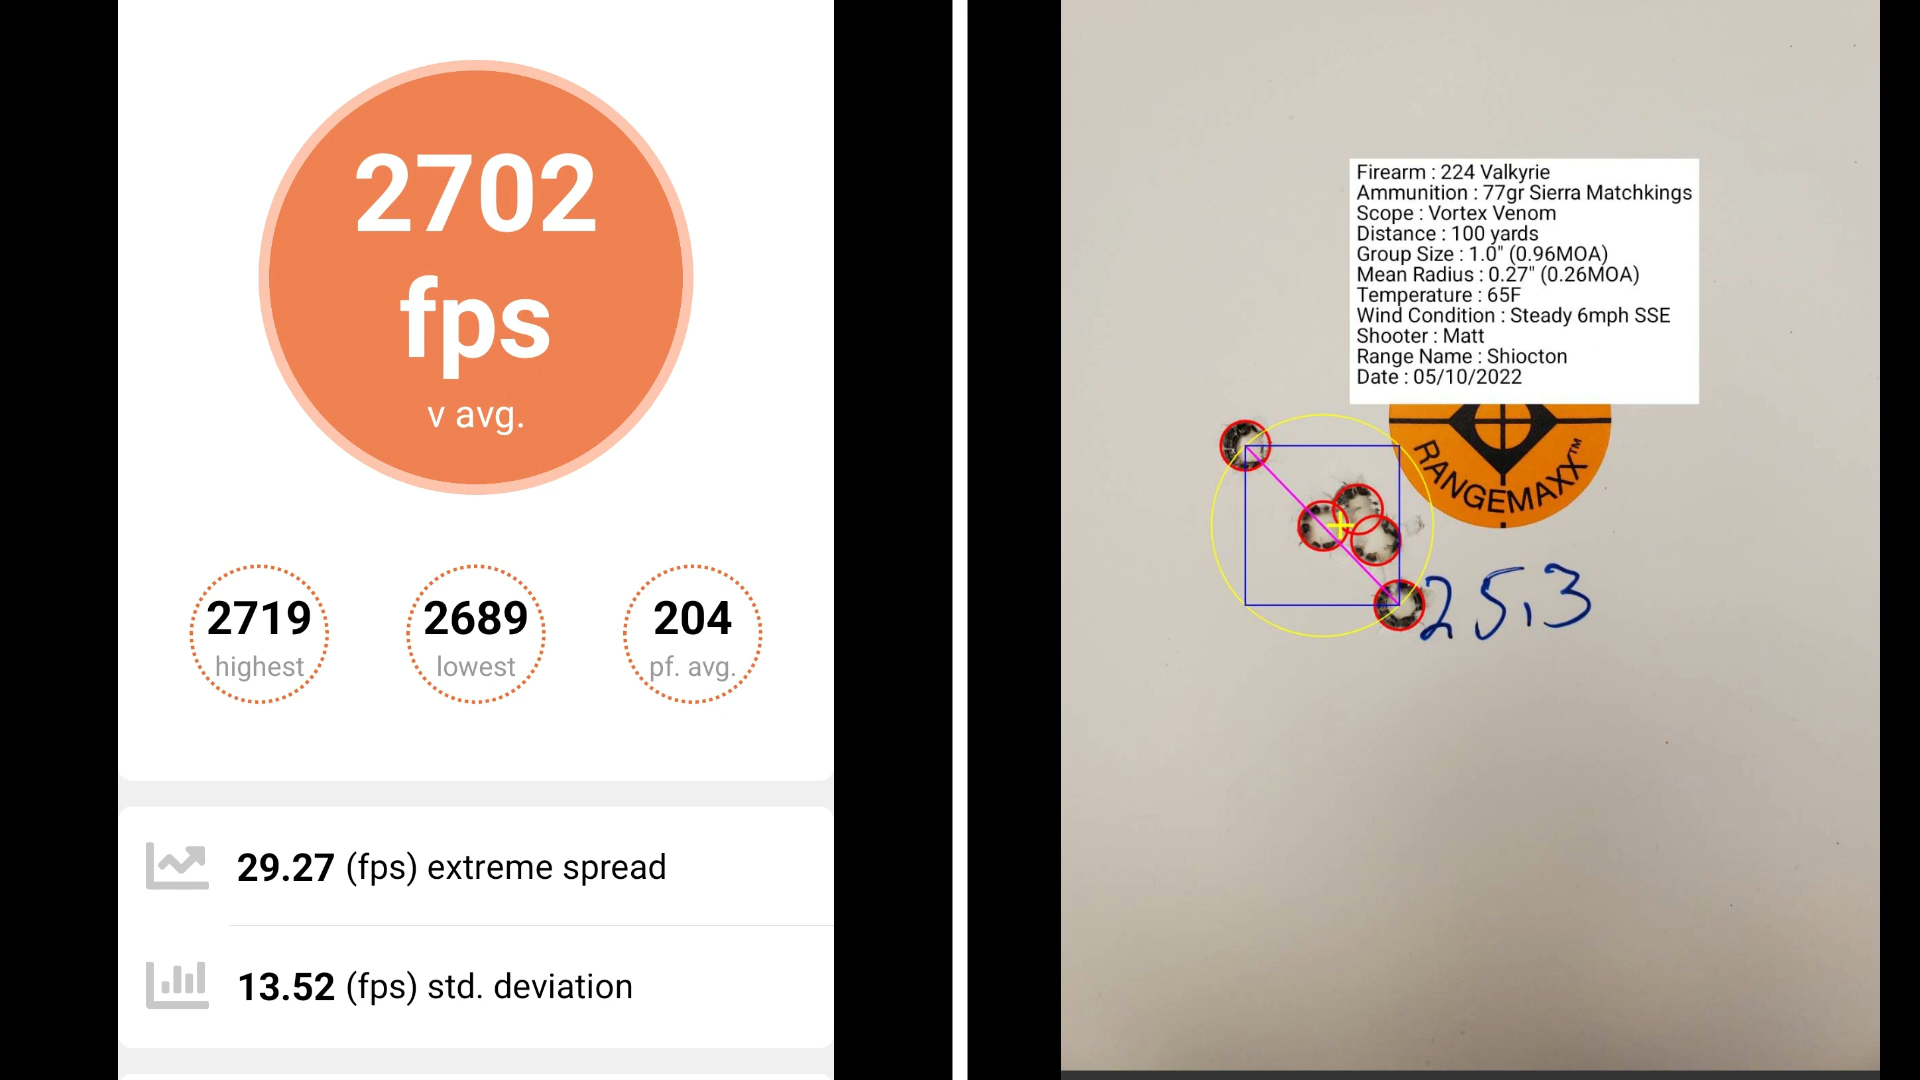 2702
fps
v avg.
2719
highest
2689
lowest
204
pf. avg.
29.27 (fps) extreme spread
13.52 (fps) std. deviation
Firearm : 224 Valkyrie
Ammunition : 77gr Sierra Matchkings
Scope : Vortex Venom
Distance : 100 yards
Group Size : 1.0" (0.96MOA)
Mean Radius : 0.27" (0.26MOA)
Temperature : 65F
Wind Condition : Steady 6mph SSE
Shooter : Matt
Range Name : Shiocton
Date : 05/10/2022
RANGEMAXX™
25.3